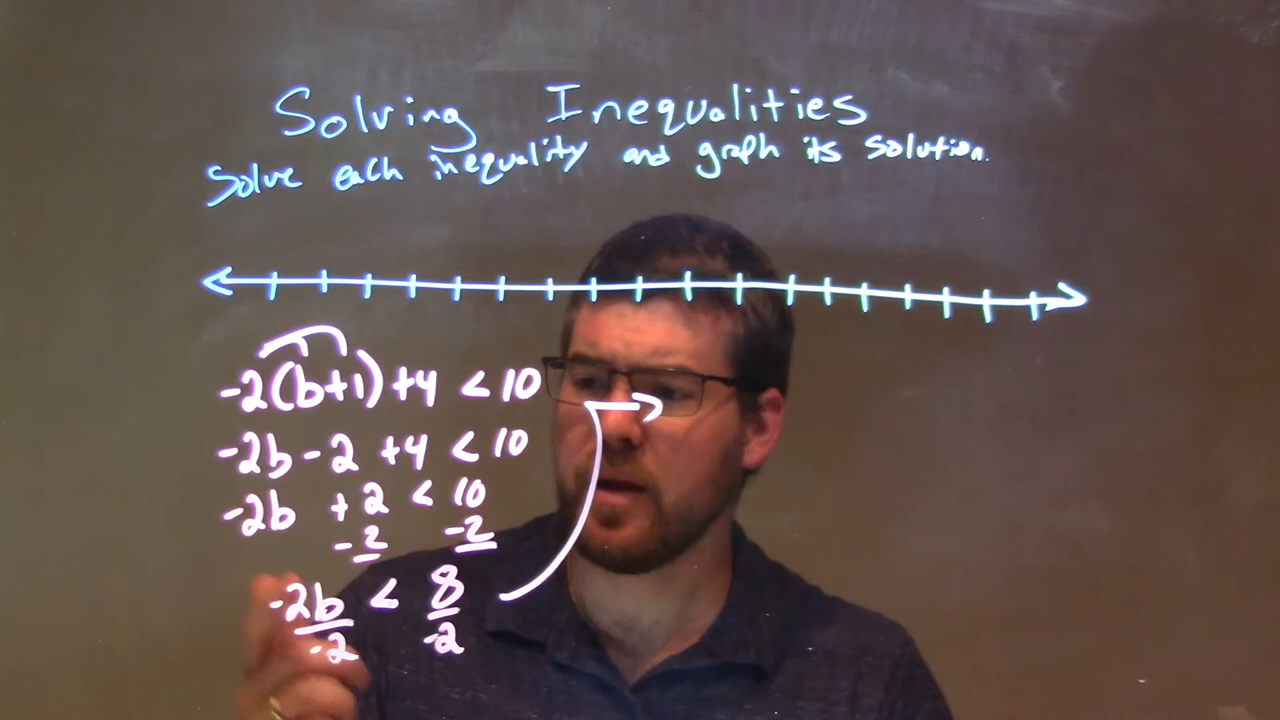 Solving Inequalities
Solve each inequality and graph its solution.
-2(b+1)+4 < 10
-2b-2 +4 < 10
-2b +2 < 10
-2 -2
-2b < 8
-2 -2